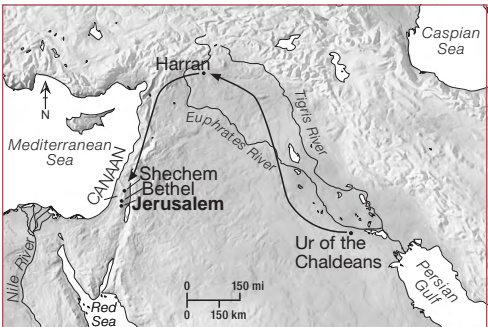 Caspian
Sea
Harran
N
Tigris River
Euphrates River
Mediterranean
Sea
CANAAN
Shechem
Bethel
Jerusalem
Ur of the
Chaldeans
Nile River
Persian
Gulf
0 150 mi
0 150 km
Red
Sea